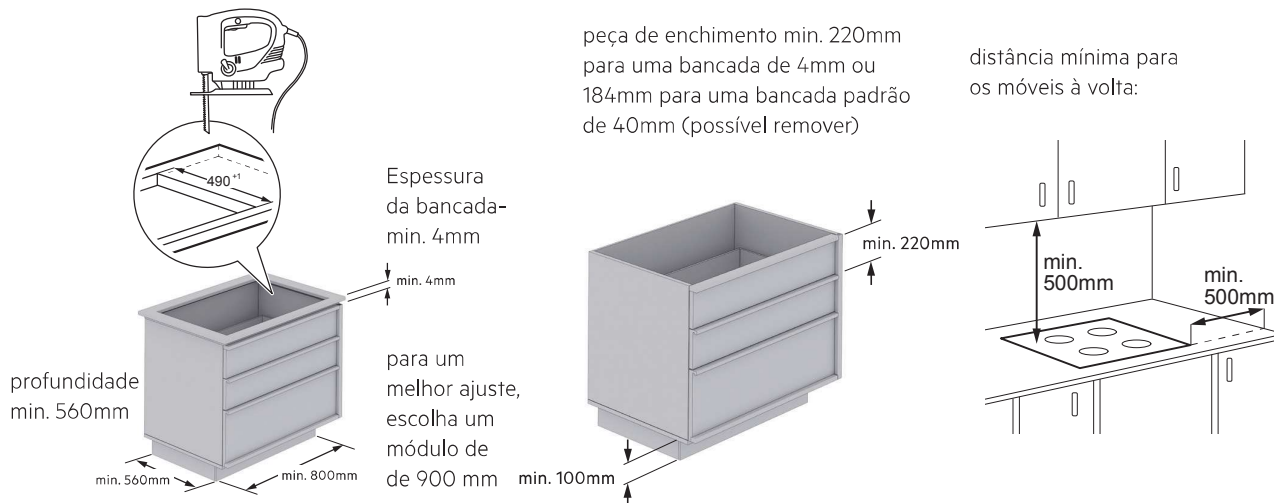 peça de enchimento min. 220mm
para uma bancada de 4mm ou
184mm para uma bancada padrão
de 40mm (possível remover)
distância mínima para
os móveis à volta:
490⁺¹
Espessura
da bancada-
min. 4mm
min. 4mm
profundidade
min. 560mm
para um
melhor ajuste,
escolha um
módulo de
de 900 mm
min. 560mm
min. 800mm
min. 220mm
min. 100mm
min.
500mm
min.
500mm